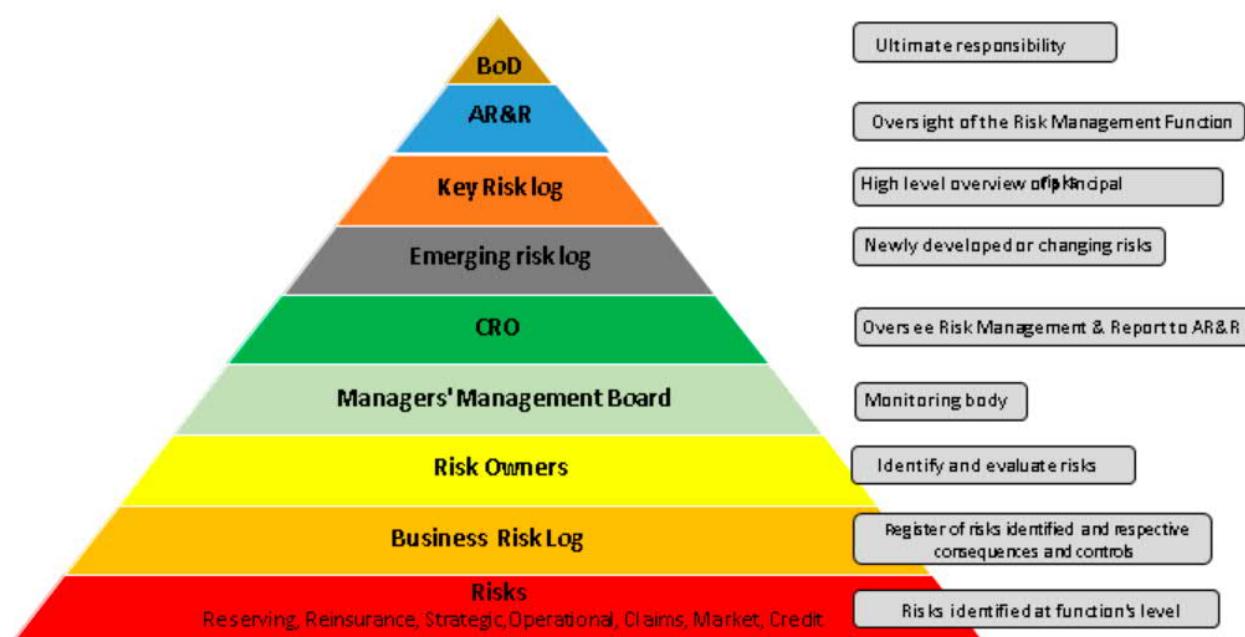 BoD
Ultimate responsibility
AR&R
Oversight of the Risk Management Function
Key Risk log
High level overview of principal
risks
Emerging risk log
Newly developed or changing risks
CRO
Oversee Risk Management & Report to AR&R
Managers' Management Board
Monitoring body
Risk Owners
Identify and evaluate risks
Business Risk Log
Register of risks identified and respective
consequences and controls
Risks
Reserving, Reinsurance, Strategic,Operational, Claims, Market, Credit
Risks identified at function's level